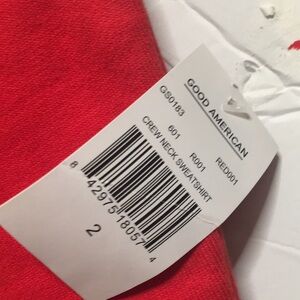 GOOD AMERICAN
GS0183 601 R001 RED001
CREW NECK SWEATSHIRT
8 42975 18057 4
2